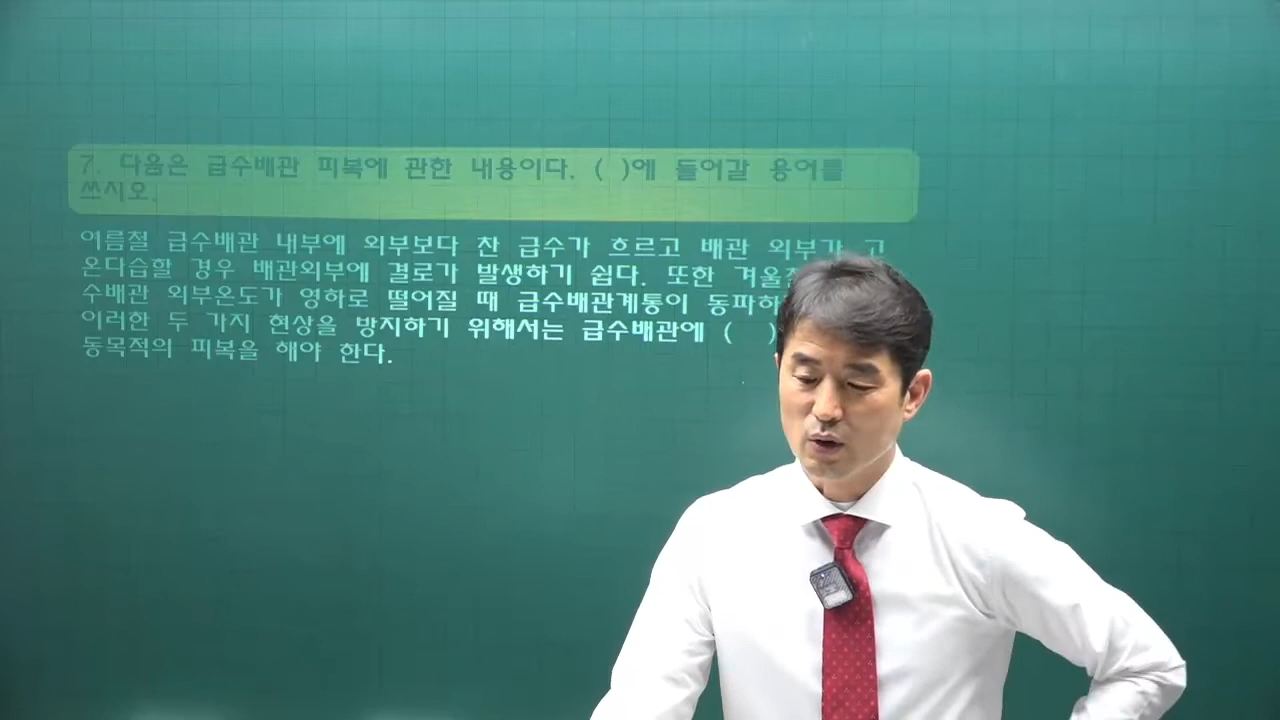 7. 다음은 급수배관 피복에 관한 내용이다. ( )에 들어갈 용어를
쓰시오.
여름철 급수배관 내부에 외부보다 찬 급수가 흐르고 배관 외부가 고
온다습할 경우 배관외부에 결로가 발생하기 쉽다. 또한 겨울철
수배관 외부온도가 영하로 떨어질 때 급수배관계통이 동파하
이러한 두 가지 현상을 방지하기 위해서는 급수배관에 ( )
동목적의 피복을 해야 한다.